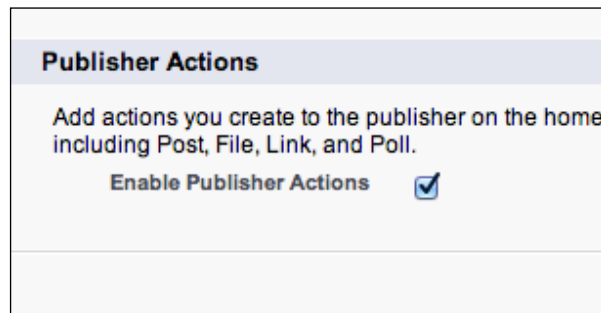 Publisher Actions
Add actions you create to the publisher on the home
including Post, File, Link, and Poll.
Enable Publisher Actions